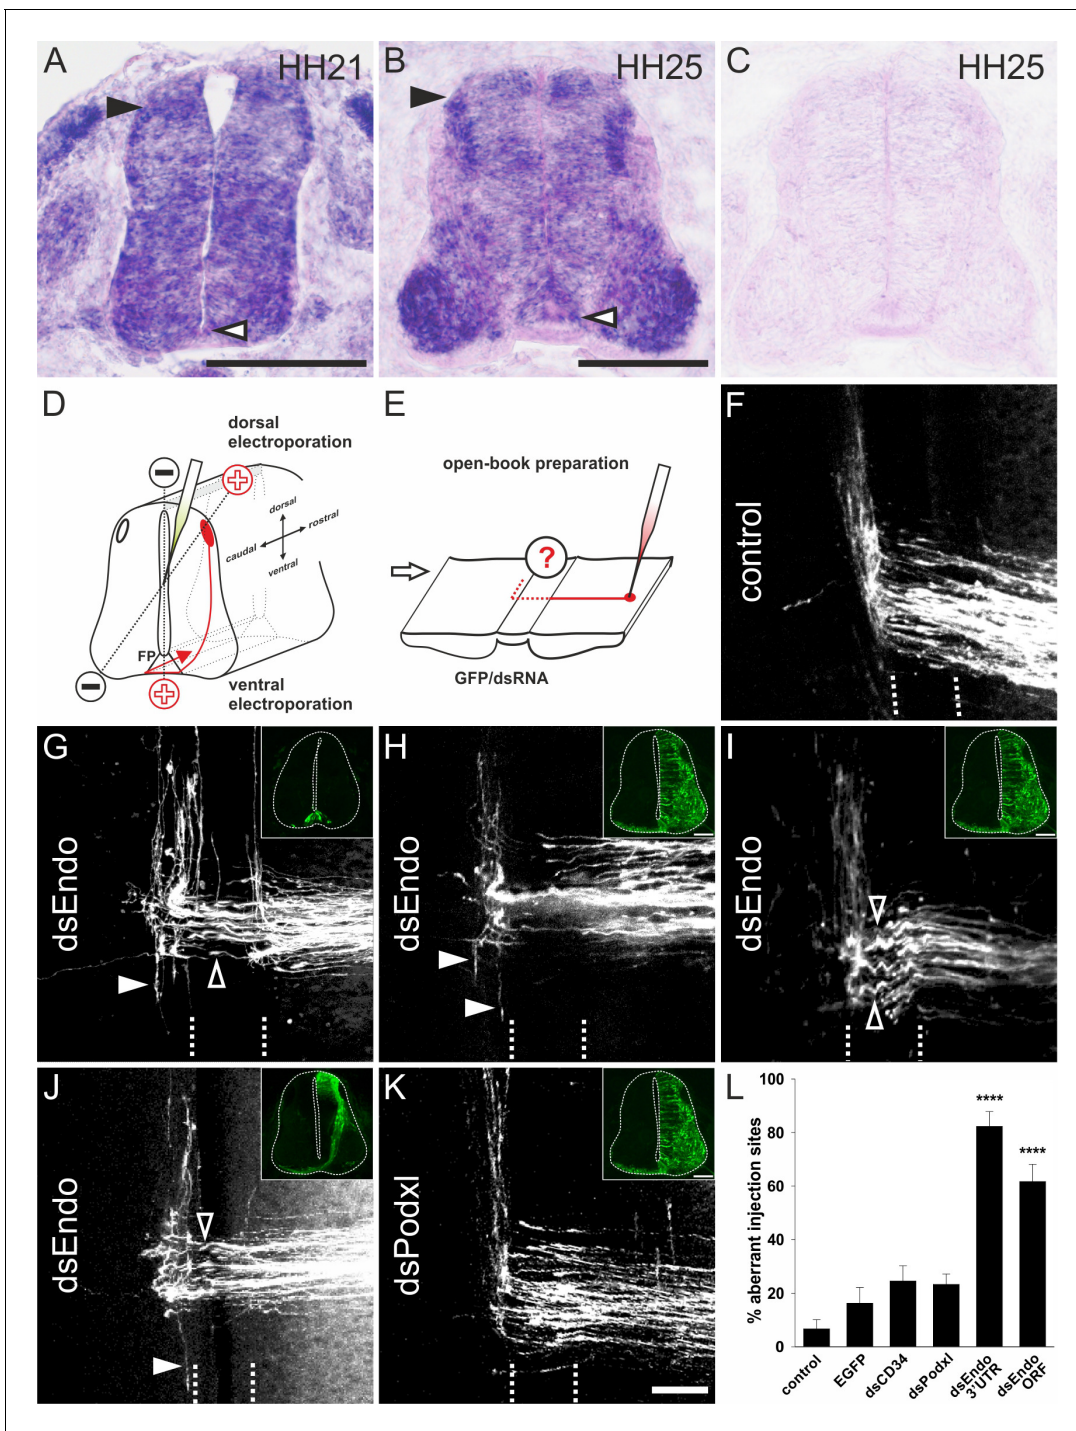 A
HH21
B
HH25
C
HH25
D
dorsal
electroporation
dorsal
rostral
caudal
ventral
FP
ventral
electroporation
E
open-book preparation
?
GFP/dsRNA
F
control
G
dsEndo
H
dsEndo
I
dsEndo
J
dsEndo
K
dsPodxl
L
% aberrant injection sites
100
80
60
40
20
0
****
****
control
EGFP
dsCD34
dsPodxl
dsEndo
3'UTR
dsEndo
ORF